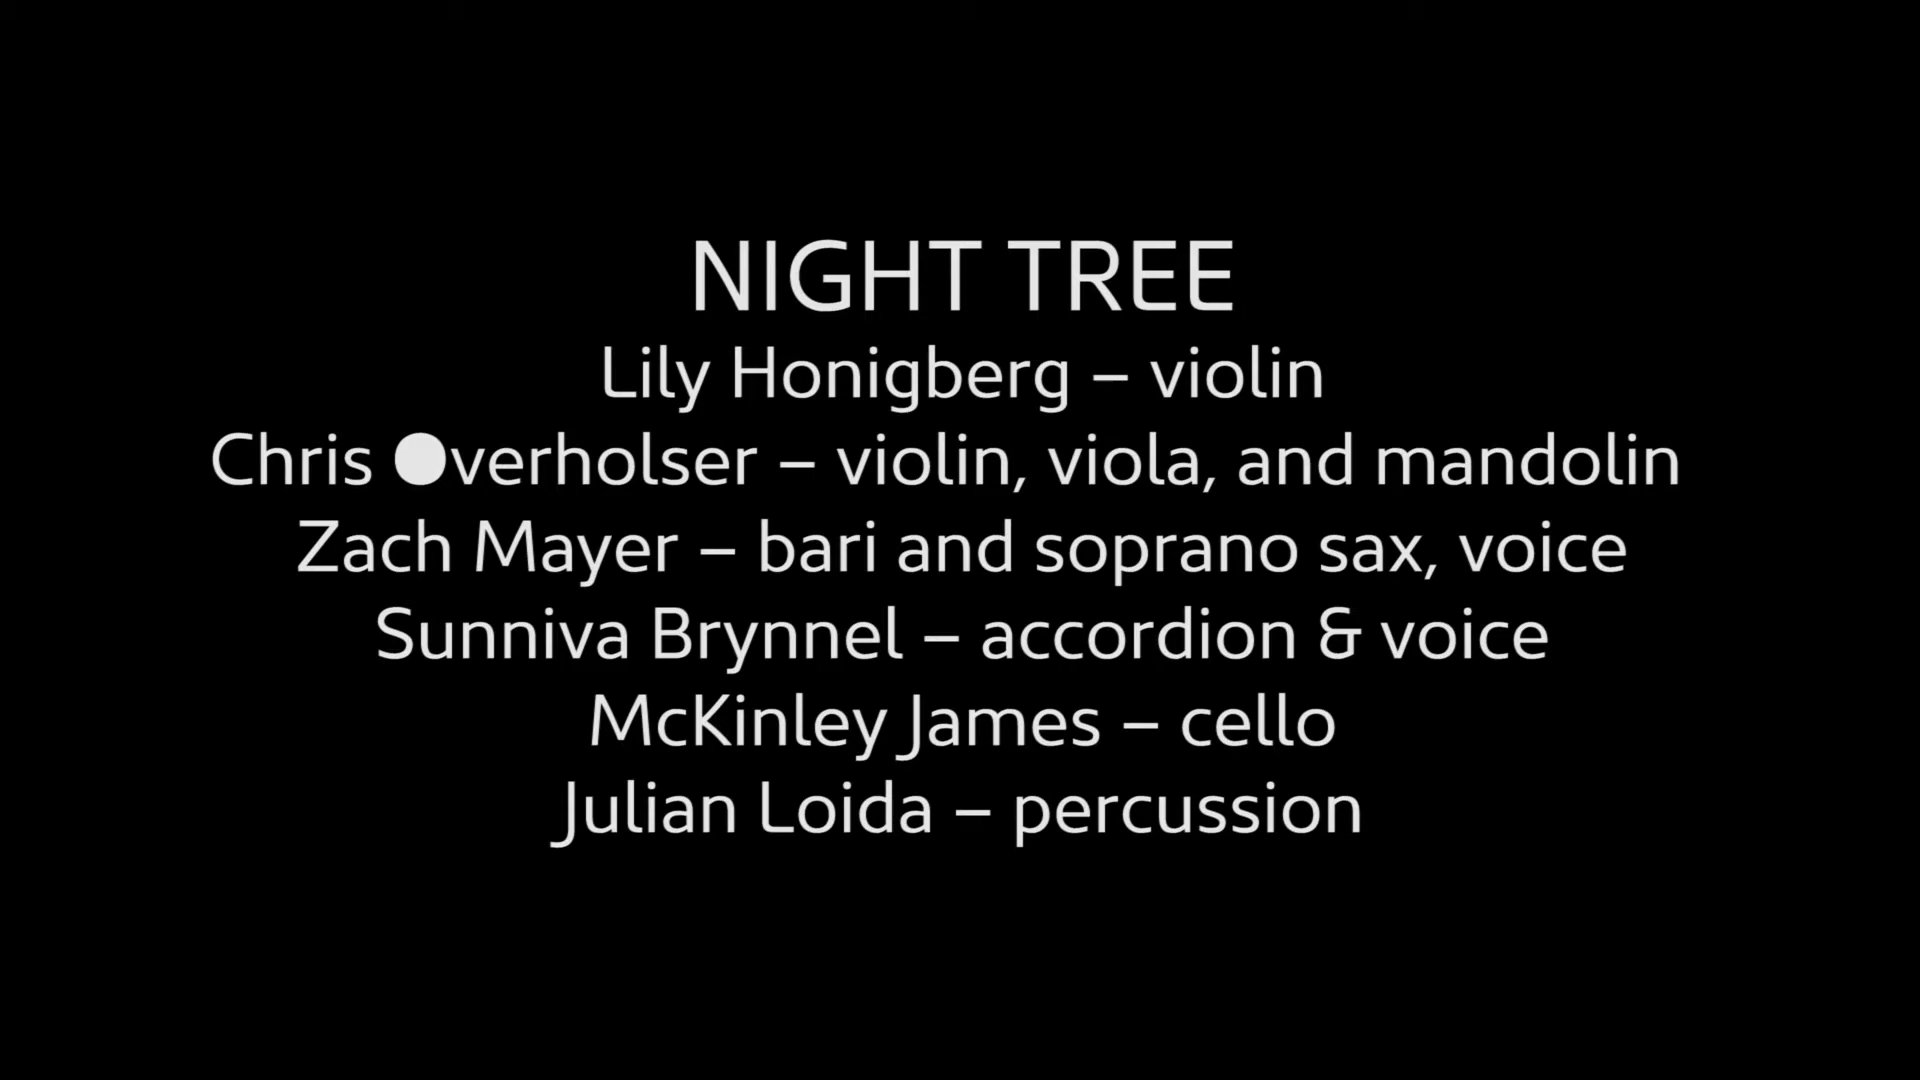 NIGHT TREE
Lily Honigberg – violin
Chris Overholser – violin, viola, and mandolin
Zach Mayer – bari and soprano sax, voice
Sunniva Brynnel – accordion & voice
McKinley James – cello
Julian Loida – percussion